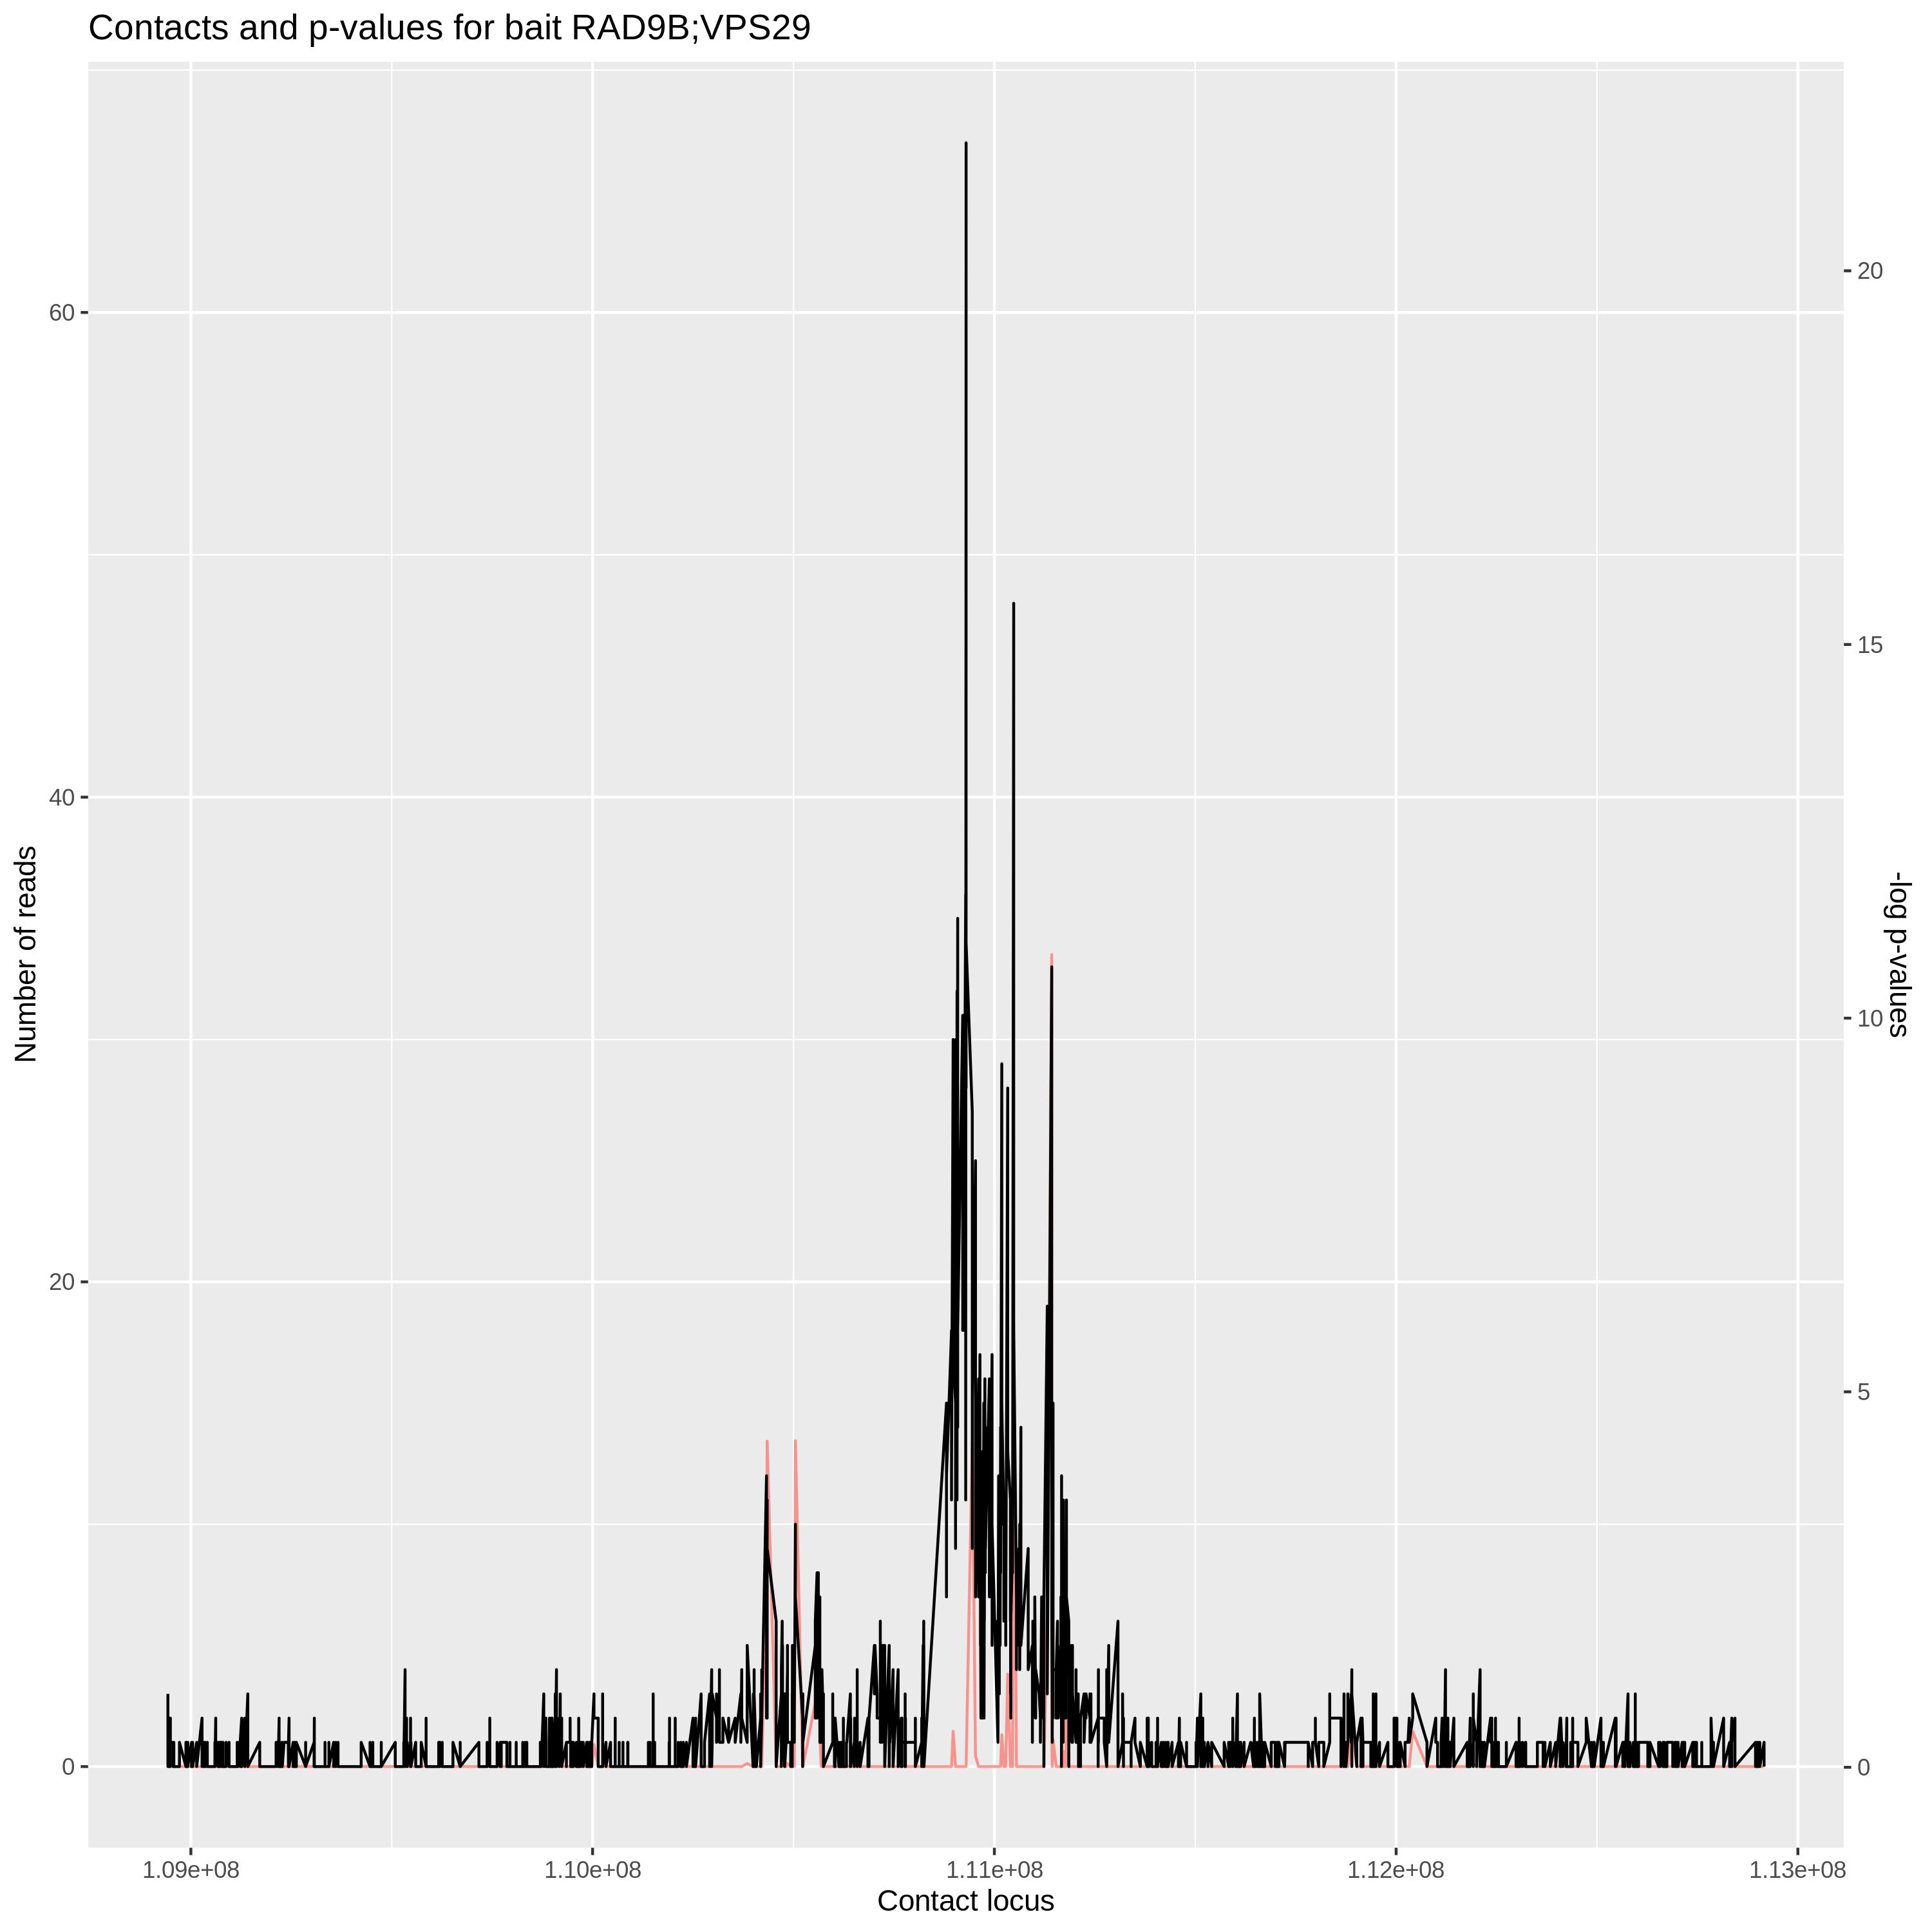 Contacts and p-values for bait RAD9B;VPS29
60
40
20
0
Number of reads
20
15
10
5
0
-log p-values
1.09e+08
1.10e+08
1.11e+08
1.12e+08
1.13e+08
Contact locus